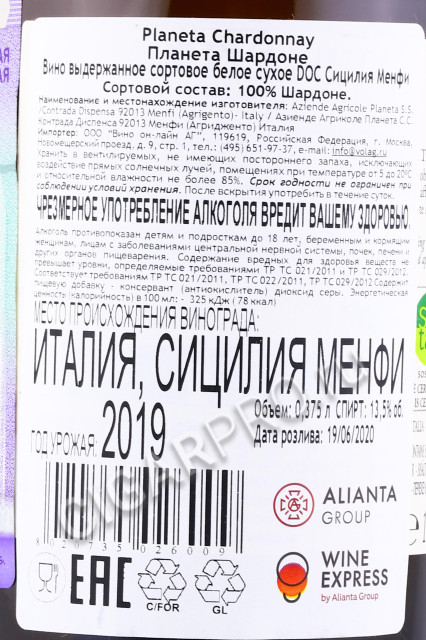 Planeta Chardonnay
Планета Шардоне
Вино выдержанное сортовое белое сухое DOC Сицилия Менфи
Сортовой состав: 100% Шардоне.
Наименование и местонахождение изготовителя: Aziende Agricole Planeta S.S.
/Contrada Dispensa 92013 Menfi (Agrigento)- Italy / Азиенде Агриколе Планета С.С.
Контрада Диспенса 92013 Менфи (Агридженто) Италия
Импортер: ООО "Вино он-лайн АГ", 119619, Российская Федерация, г. Москва,
Новомещерский проезд, д. 9, стр. 1, тел.: (495) 651-97-37, e-mail: info@volag.ru
Хранить в вентилируемых, не имеющих постороннего запаха, исключающих
воздействие прямых солнечных лучей, помещениях при температуре от 5 до 20°C
и относительной влажности не более 85%. Срок годности не ограничен при
соблюдении условий хранения. После вскрытия употребить в течение суток.
ЧРЕЗМЕРНОЕ УПОТРЕБЛЕНИЕ АЛКОГОЛЯ ВРЕДИТ ВАШЕМУ ЗДОРОВЬЮ.
Алкоголь противопоказан детям и подросткам до 18 лет, беременным и кормящим
женщинам, лицам с заболеваниями центральной нервной системы, почек, печени и
других органов пищеварения. Содержание вредных для здоровья веществ не
превышает уровни, определяемые требованиями ТР ТС 021/2011 и ТР ТС 029/2012.
Соответствует требованиям ТР ТС 021/2011, ТР ТС 022/2011, ТР ТС 029/2012 Содержит
пищевую добавку - консервант (антиокислитель) диоксид серы. Энергетическая
ценность (калорийность) в 100 мл: - 325 кДж ( 78 ккал)
МЕСТО ПРОИСХОЖДЕНИЯ ВИНОГРАДА:
ИТАЛИЯ, СИЦИЛИЯ МЕНФИ
Объем: 0,375 л СПИРТ: 13,5% об.
ГОД УРОЖАЯ: 2019
Дата розлива: 19/06/2020
8 020735 026009
ALIANTA
GROUP
WINE
EXPRESS
by Alianta Group
EAC
C/FOR
GL
CIGARPRO.RU